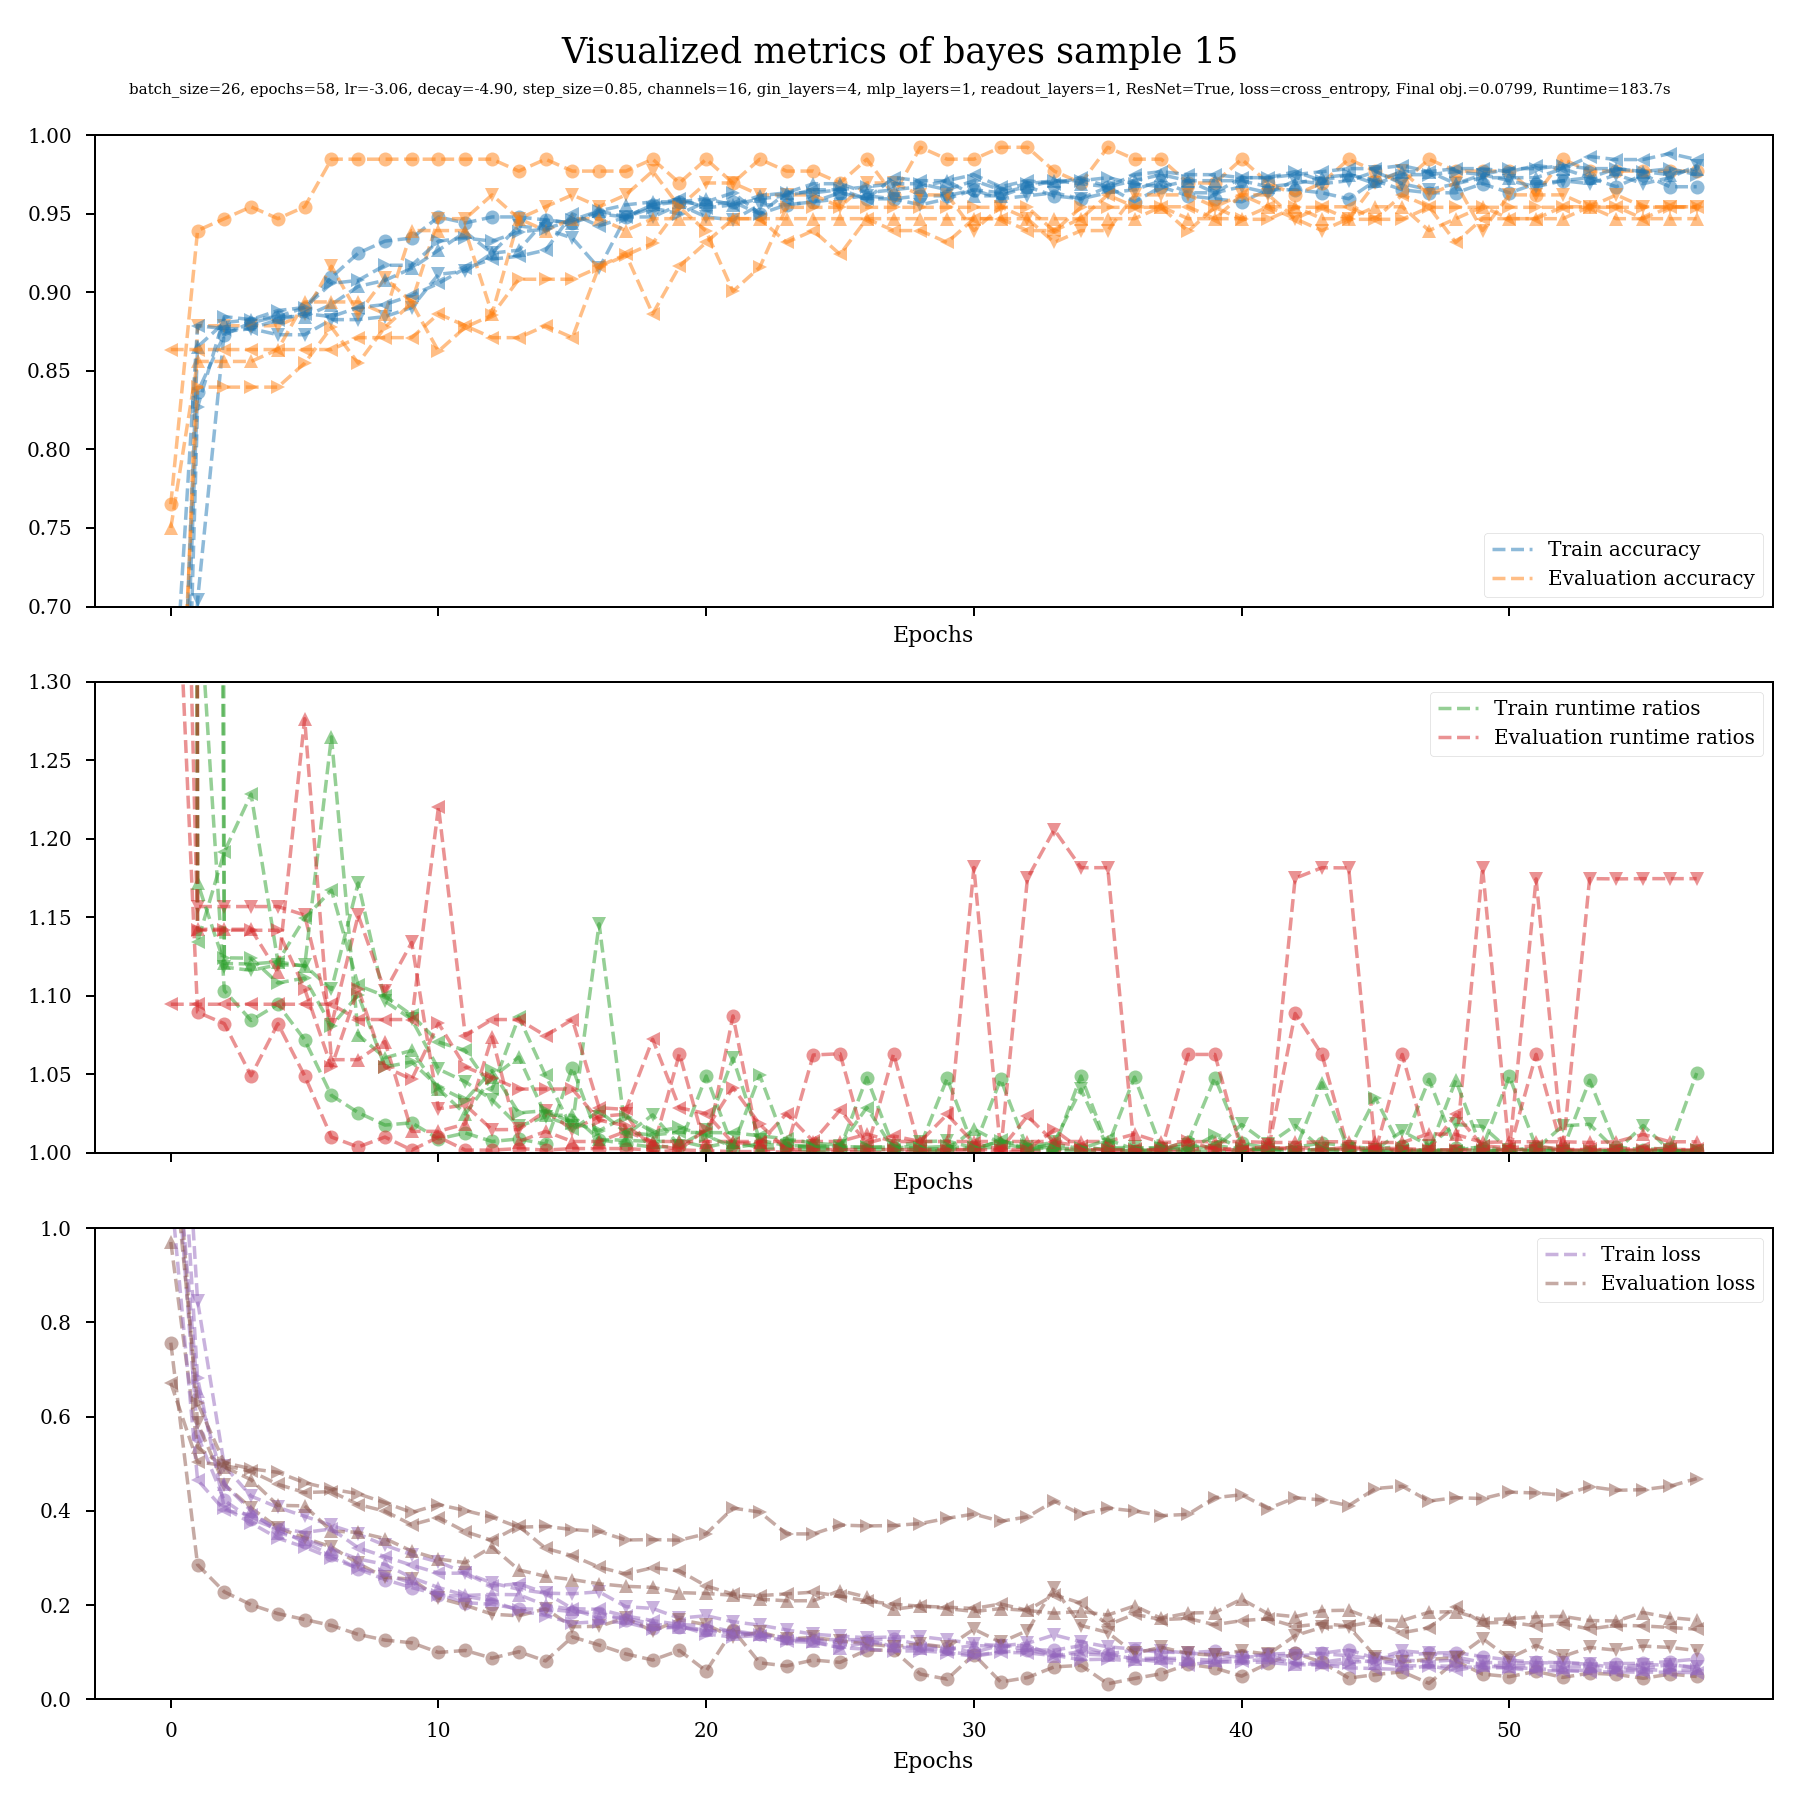 Visualized metrics of bayes sample 15
batch_size=26, epochs=58, lr=-3.06, decay=-4.90, step_size=0.85, channels=16, gin_layers=4, mlp_layers=1, readout_layers=1, ResNet=True, loss=cross_entropy, Final obj.=0.0799, Runtime=183.7s
1.00
0.95
0.90
0.85
0.80
0.75
0.70
Train accuracy
Evaluation accuracy
Epochs
1.30
1.25
1.20
1.15
1.10
1.05
1.00
Train runtime ratios
Evaluation runtime ratios
Epochs
1.0
0.8
0.6
0.4
0.2
0.0
Train loss
Evaluation loss
0 10 20 30 40 50
Epochs